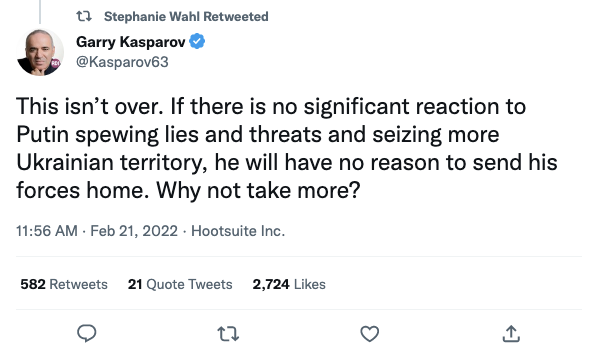 Stephanie Wahl Retweeted
Garry Kasparov
@Kasparov63
This isn’t over. If there is no significant reaction to
Putin spewing lies and threats and seizing more
Ukrainian territory, he will have no reason to send his
forces home. Why not take more?
11:56 AM · Feb 21, 2022 · Hootsuite Inc.
582 Retweets 21 Quote Tweets 2,724 Likes